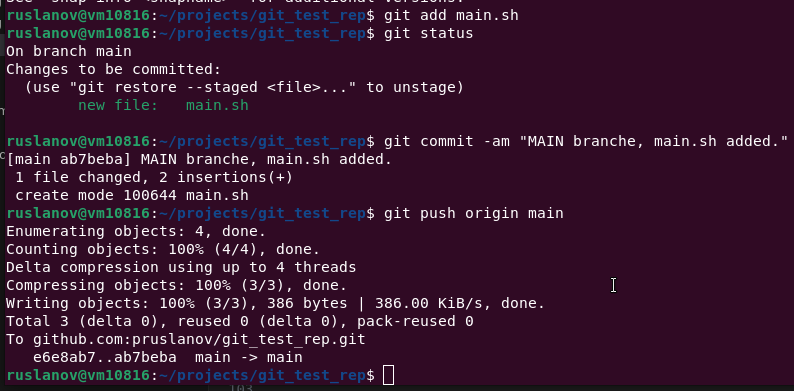 ruslanov@vm10816:~/projects/git_test_rep$ git add main.sh
ruslanov@vm10816:~/projects/git_test_rep$ git status
On branch main
Changes to be committed:
  (use "git restore --staged <file>..." to unstage)
        new file:   main.sh

ruslanov@vm10816:~/projects/git_test_rep$ git commit -am "MAIN branche, main.sh added."
[main ab7beba] MAIN branche, main.sh added.
 1 file changed, 2 insertions(+)
 create mode 100644 main.sh
ruslanov@vm10816:~/projects/git_test_rep$ git push origin main
Enumerating objects: 4, done.
Counting objects: 100% (4/4), done.
Delta compression using up to 4 threads
Compressing objects: 100% (3/3), done.
Writing objects: 100% (3/3), 386 bytes | 386.00 KiB/s, done.
Total 3 (delta 0), reused 0 (delta 0), pack-reused 0
To github.com:pruslanov/git_test_rep.git
   e6e8ab7..ab7beba  main -> main
ruslanov@vm10816:~/projects/git_test_rep$